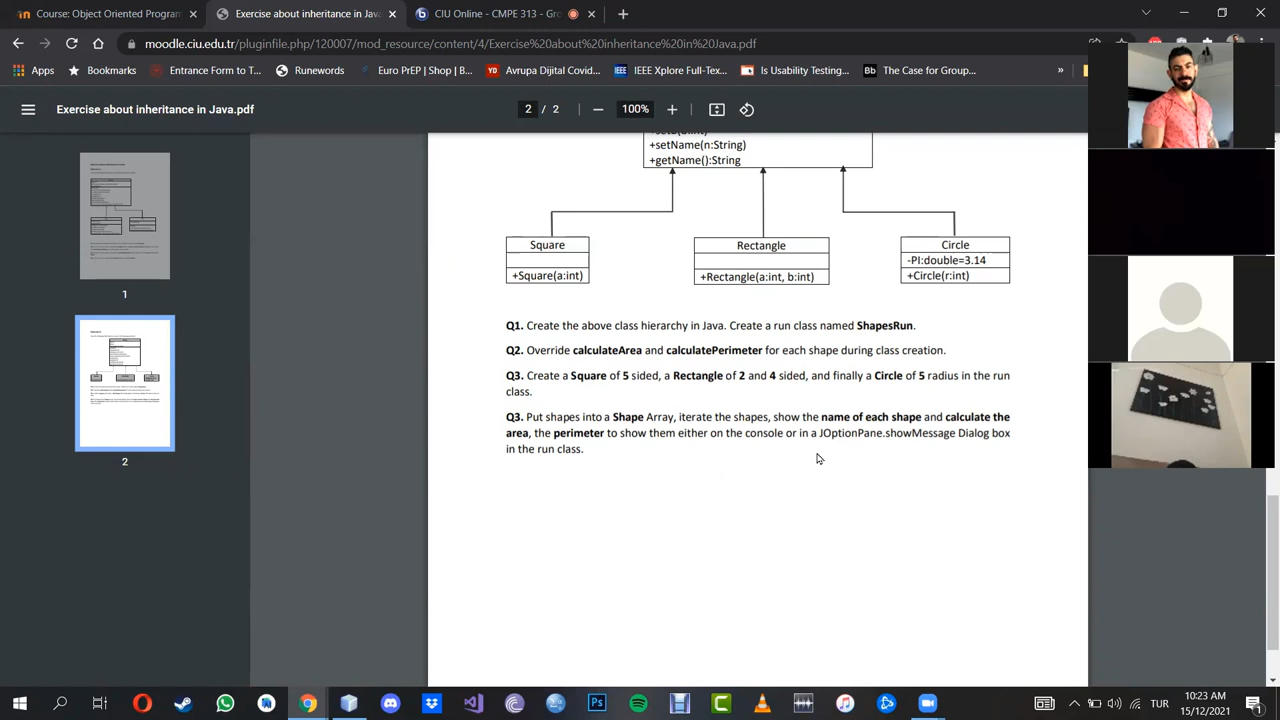 Course: Object Oriented Program
Exercise about inheritance in Java
CIU Online - CMPE 313 - Gr
moodle.ciu.edu.tr/pluginfile.php/120007/mod_resource/content/4/Exercise%20about%20inheritance%20in%20Java.pdf
Apps
Bookmarks
Entrance Form to T...
Runewords
Pro PrEP | Shop | Ed...
YÖ
Avrupa Dijital Covid...
IEEE
IEEE Xplore Full-Tex...
Is Usability Testing...
Bb
The Case for Group...
»
Exercise about inheritance in Java.pdf
2 / 2
100%
1
2
+setName(n:String)
+getName():String
Square
+Square(a:int)
Rectangle
+Rectangle(a:int, b:int)
Circle
-PI:double=3.14
+Circle(r:int)
Q1. Create the above class hierarchy in Java. Create a run class named ShapesRun.
Q2. Override calculateArea and calculatePerimeter for each shape during class creation.
Q3. Create a Square of 5 sided, a Rectangle of 2 and 4 sided, and finally a Circle of 5 radius in the run
class.
Q3. Put shapes into a Shape Array, iterate the shapes, show the name of each shape and calculate the
area, the perimeter to show them either on the console or in a JOptionPane.showMessage Dialog box
in the run class.
TUR
10:23 AM
15/12/2021